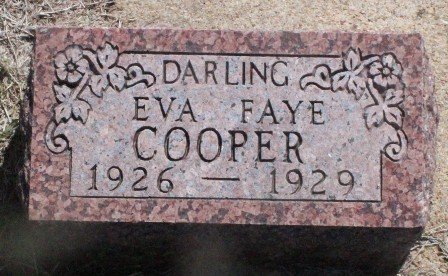 DARLING
EVA FAYE
COOPER
1926 — 1929